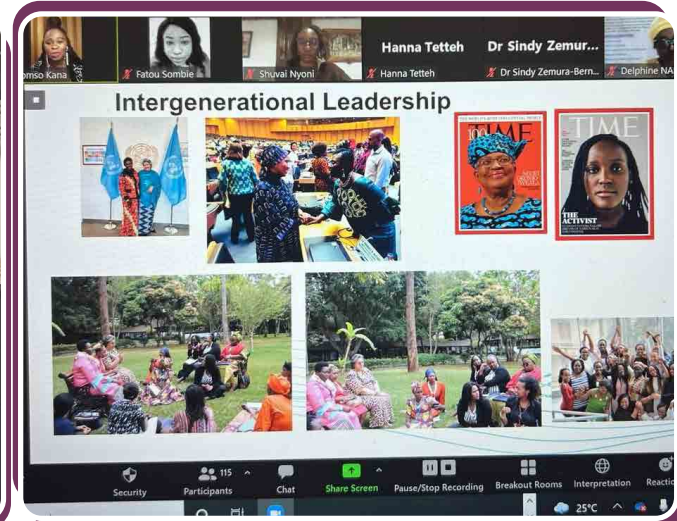 omso Kana
Fatou Sombie
Shuvai Nyoni
Hanna Tetteh
Hanna Tetteh
Dr Sindy Zemur...
Dr Sindy Zemura-Bern...
Delphine NA
Intergenerational Leadership
100
TIME
TIME
THE
ACTIVIST
Security
115
Participants
Chat
Share Screen
Pause/Stop Recording
Breakout Rooms
Interpretation
Reactio
25°C